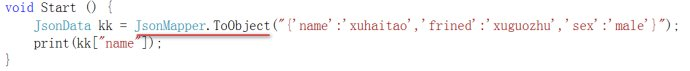 void Start () {
JsonData kk = JsonMapper.ToObject("{'name':'xuhaitao','frined':'xuguozhu','sex':'male'}");
print(kk["name"]);
}